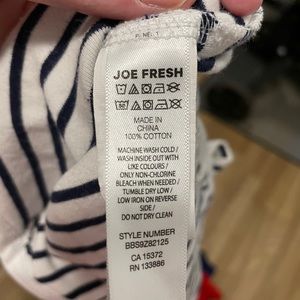 JOE FRESH
MADE IN
CHINA
100% COTTON
MACHINE WASH COLD /
WASH INSIDE OUT WITH
LIKE COLOURS /
ONLY NON-CHLORINE
BLEACH WHEN NEEDED /
TUMBLE DRY LOW /
LOW IRON ON REVERSE
SIDE /
DO NOT DRY CLEAN
STYLE NUMBER
BBS9Z82125
CA 15372
RN 133886